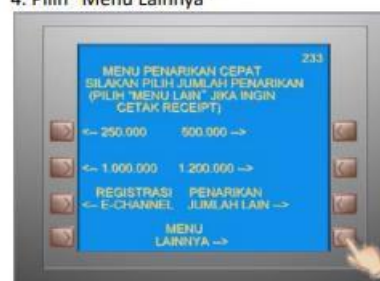 4. Pilih "Menu Lainnya"
233
MENU PENARIKAN CEPAT
SILAKAN PILIH JUMLAH PENARIKAN
(PILIH "MENU LAIN" JIKA INGIN
CETAK RECEIPT)
<-- 250.000 500.000 -->
<-- 1.000.000 1.200.000 -->
REGISTRASI PENARIKAN
<-- E-CHANNEL JUMLAH LAIN -->
MENU
LAINNYA -->